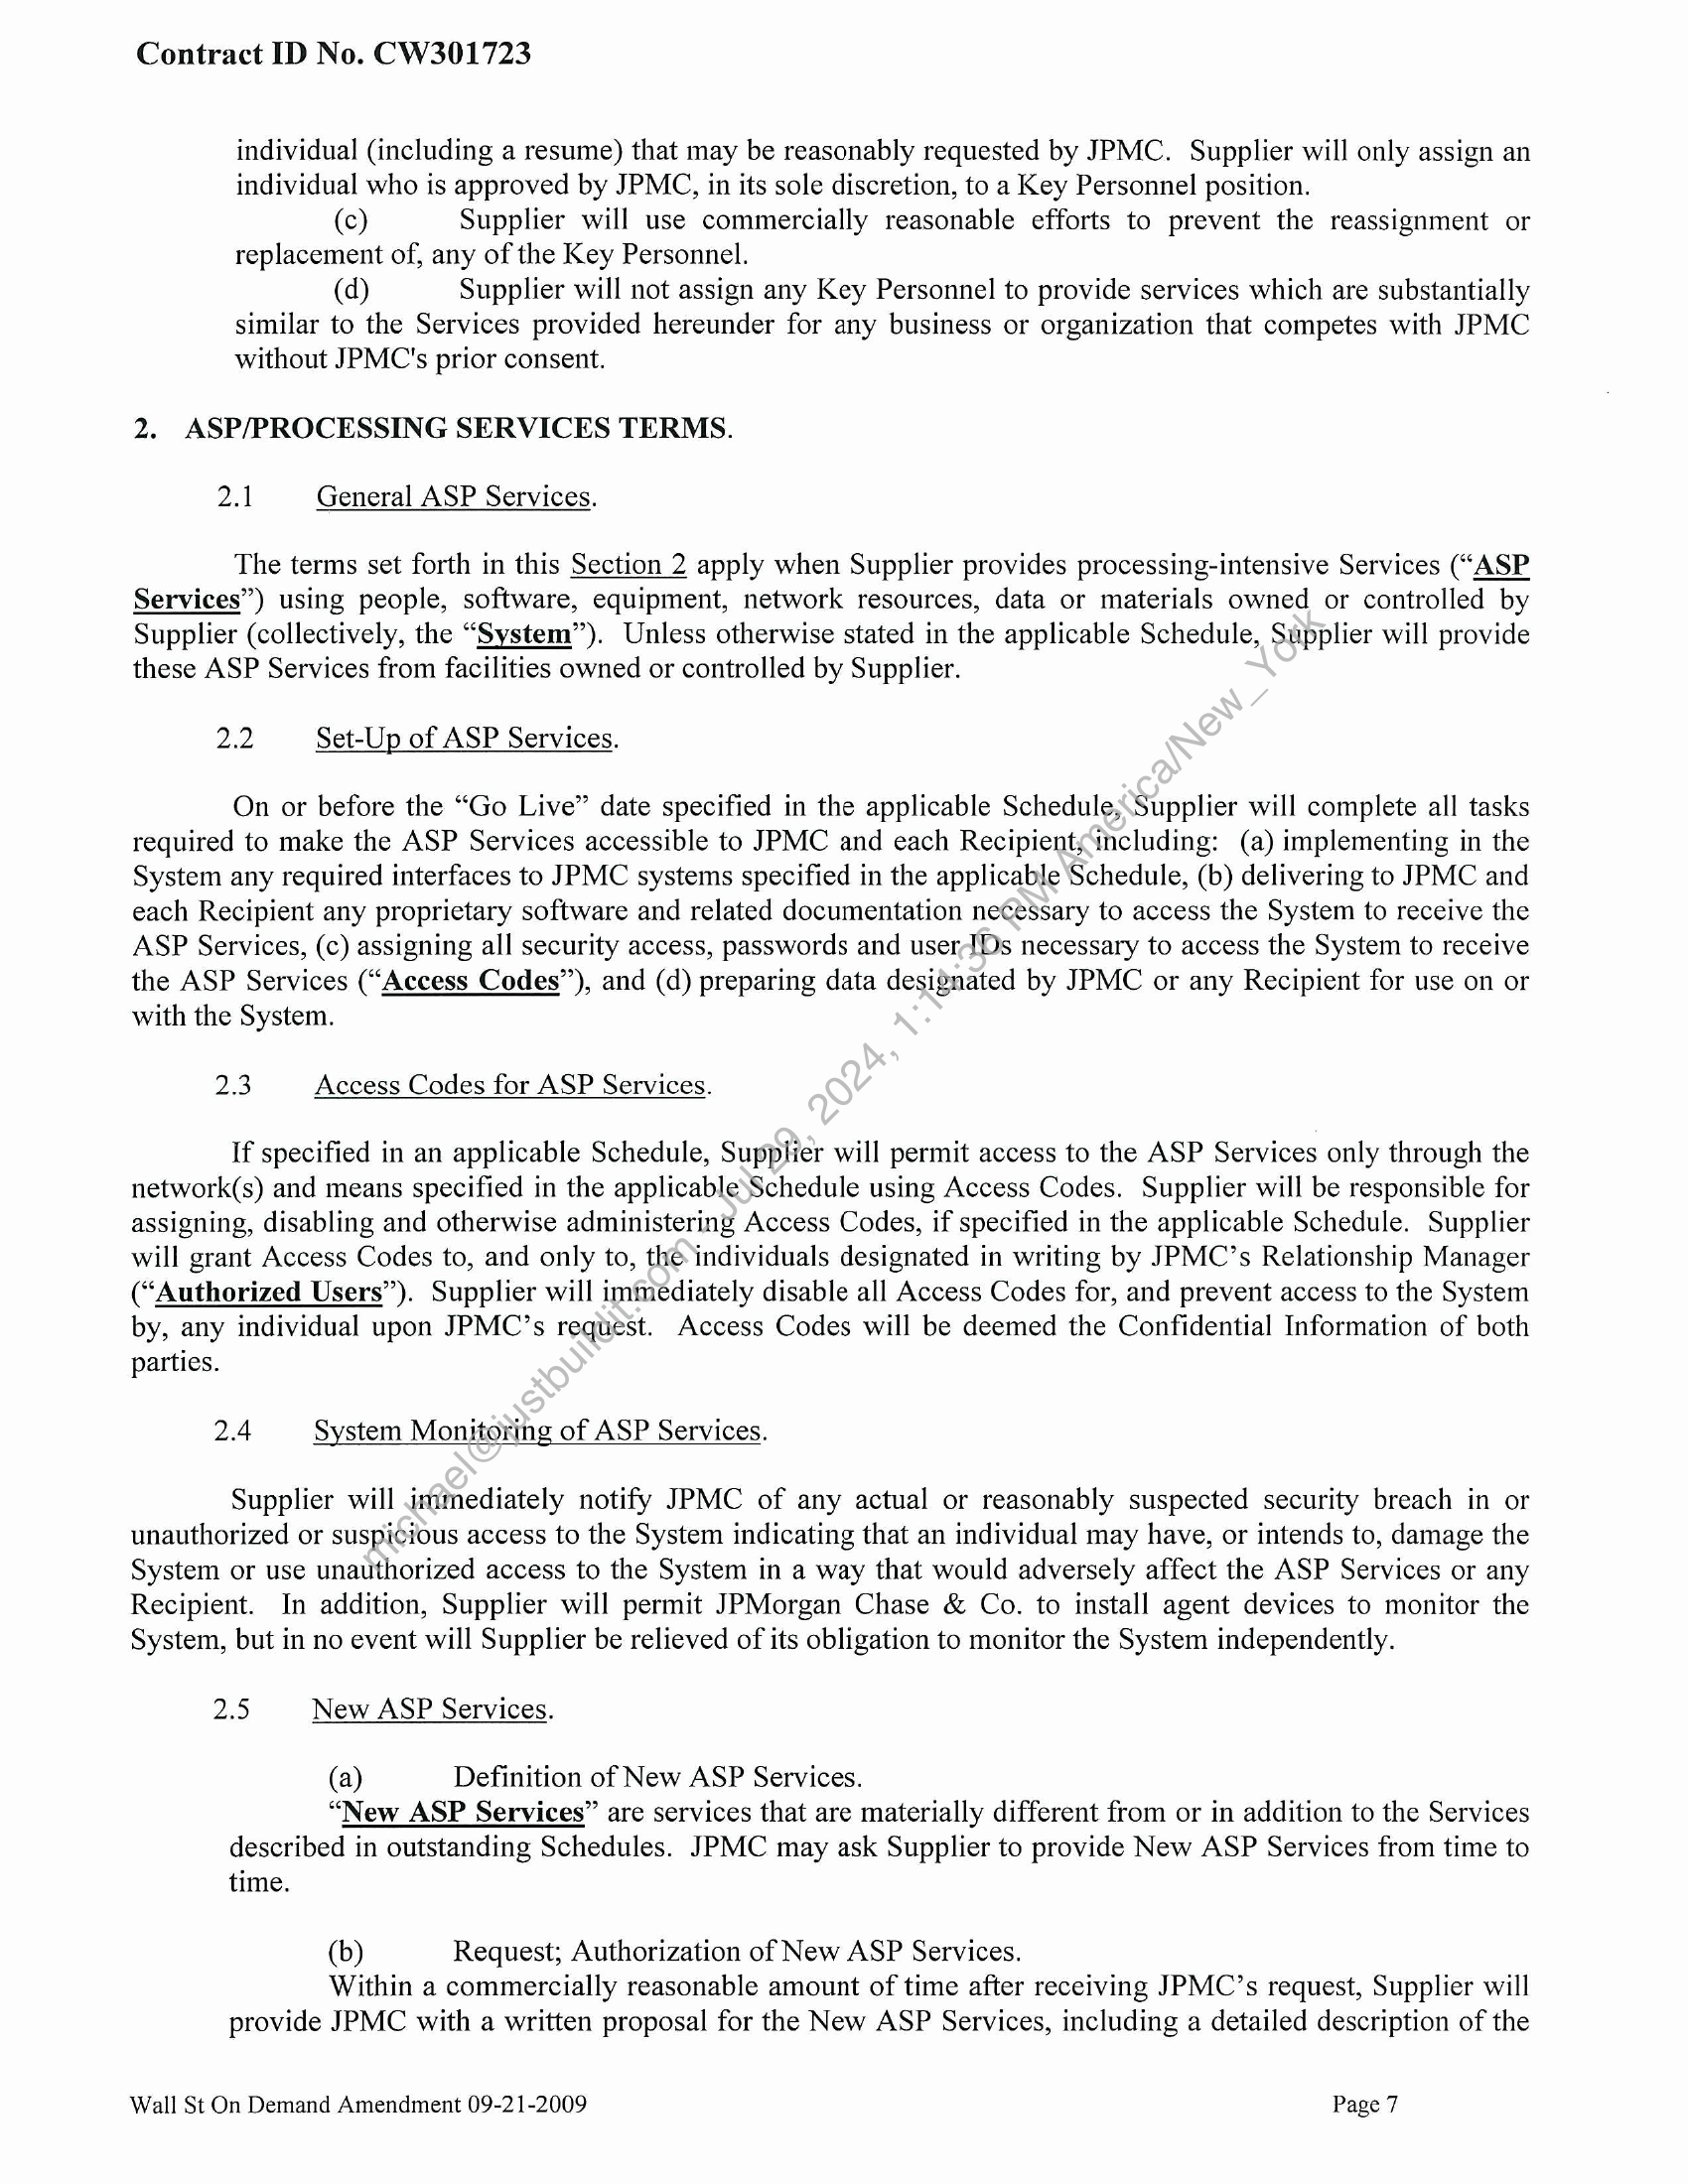 Contract ID No. CW301723
individual (including a resume) that may be reasonably requested by JPMC. Supplier will only assign an
individual who is approved by JPMC, in its sole discretion, to a Key Personnel position.
(c) Supplier will use commercially reasonable efforts to prevent the reassignment or
replacement of, any of the Key Personnel.
(d) Supplier will not assign any Key Personnel to provide services which are substantially
similar to the Services provided hereunder for any business or organization that competes with JPMC
without JPMC's prior consent.
2. ASP/PROCESSING SERVICES TERMS.
2.1 General ASP Services.
The terms set forth in this Section 2 apply when Supplier provides processing-intensive Services (“ASP
Services”) using people, software, equipment, network resources, data or materials owned or controlled by
Supplier (collectively, the “System”). Unless otherwise stated in the applicable Schedule, Supplier will provide
these ASP Services from facilities owned or controlled by Supplier.
2.2 Set-Up of ASP Services.
On or before the “Go Live” date specified in the applicable Schedule, Supplier will complete all tasks
required to make the ASP Services accessible to JPMC and each Recipient, including: (a) implementing in the
System any required interfaces to JPMC systems specified in the applicable Schedule, (b) delivering to JPMC and
each Recipient any proprietary software and related documentation necessary to access the System to receive the
ASP Services, (c) assigning all security access, passwords and user IDs necessary to access the System to receive
the ASP Services (“Access Codes”), and (d) preparing data designated by JPMC or any Recipient for use on or
with the System.
2.3 Access Codes for ASP Services.
If specified in an applicable Schedule, Supplier will permit access to the ASP Services only through the
network(s) and means specified in the applicable Schedule using Access Codes. Supplier will be responsible for
assigning, disabling and otherwise administering Access Codes, if specified in the applicable Schedule. Supplier
will grant Access Codes to, and only to, the individuals designated in writing by JPMC’s Relationship Manager
(“Authorized Users”). Supplier will immediately disable all Access Codes for, and prevent access to the System
by, any individual upon JPMC’s request. Access Codes will be deemed the Confidential Information of both
parties.
2.4 System Monitoring of ASP Services.
Supplier will immediately notify JPMC of any actual or reasonably suspected security breach in or
unauthorized or suspicious access to the System indicating that an individual may have, or intends to, damage the
System or use unauthorized access to the System in a way that would adversely affect the ASP Services or any
Recipient. In addition, Supplier will permit JPMorgan Chase & Co. to install agent devices to monitor the
System, but in no event will Supplier be relieved of its obligation to monitor the System independently.
2.5 New ASP Services.
(a) Definition of New ASP Services.
“New ASP Services” are services that are materially different from or in addition to the Services
described in outstanding Schedules. JPMC may ask Supplier to provide New ASP Services from time to
time.
(b) Request; Authorization of New ASP Services.
Within a commercially reasonable amount of time after receiving JPMC’s request, Supplier will
provide JPMC with a written proposal for the New ASP Services, including a detailed description of the
Wall St On Demand Amendment 09-21-2009 Page 7
michael@justbuildit.com - Jul 29, 2024, 1:14:36 PM America/New_York